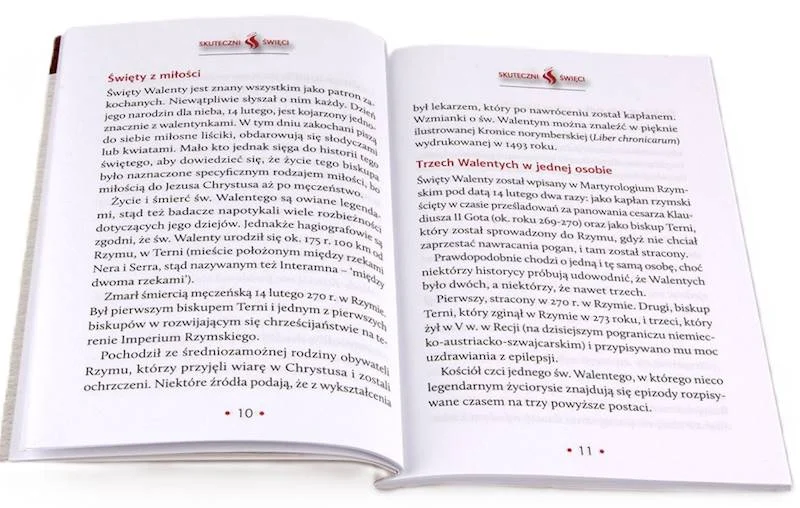 SKUTECZNI ŚWIĘCI
Święty z miłości
Święty Walenty jest znany wszystkim jako patron za-
kochanych. Niewątpliwie słyszał o nim każdy. Dzień
jego narodzin dla nieba, 14 lutego, jest kojarzony jedno-
znacznie z walentynkami. W tym dniu zakochani piszą
do siebie miłosne liściki, obdarowują się słodyczami
lub kwiatami. Mało kto jednak sięga do historii tego
świętego, aby dowiedzieć się, że życie tego biskupa
było naznaczone specyficznym rodzajem miłości, bo
miłością do Jezusa Chrystusa aż po męczeństwo.
Życie i śmierć św. Walentego są owiane legenda-
mi, stąd też badacze napotykali wiele rozbieżności
dotyczących jego dziejów. Jednakże hagiografowie są
zgodni, że św. Walenty urodził się ok. 175 r. 100 km od
Rzymu, w Terni (mieście położonym między rzekami
Nera i Serra, stąd nazywanym też Interamna – 'między
dwoma rzekami').
Zmarł śmiercią męczeńską 14 lutego 270 r. w Rzymie.
Był pierwszym biskupem Terni i jednym z pierwszych
biskupów w rozwijającym się chrześcijaństwie na te-
renie Imperium Rzymskiego.
Pochodził ze średniozamożnej rodziny obywateli
Rzymu, którzy przyjęli wiarę w Chrystusa i zostali
ochrzczeni. Niektóre źródła podają, że z wykształcenia
• 10 •
SKUTECZNI ŚWIĘCI
był lekarzem, który po nawróceniu został kapłanem.
Wzmianki o św. Walentym można znaleźć w pięknie
ilustrowanej Kronice norymberskiej (Liber chronicarum)
wydrukowanej w 1493 roku.
Trzech Walentych w jednej osobie
Święty Walenty został wpisany w Martyrologium Rzym-
skim pod datą 14 lutego dwa razy: jako kapłan rzymski
ścięty w czasie prześladowań za panowania cesarza Klau-
diusza II Gota (ok. roku 269-270) oraz jako biskup Terni,
który został sprowadzony do Rzymu, gdyż nie chciał
zaprzestać nawracania pogan, i tam został stracony.
Prawdopodobnie chodzi o jedną i tę samą osobę, choć
niektórzy historycy próbują udowodnić, że Walentych
było dwóch, a niektórzy, że nawet trzech.
Pierwszy, stracony w 270 r. w Rzymie. Drugi, biskup
Terni, który zginął w Rzymie w 273 roku, i trzeci, który
żył w V w. w Recji (na dzisiejszym pograniczu niemiec-
ko-austriacko-szwajcarskim) i przypisywano mu moc
uzdrawiania z epilepsji.
Kościół czci jednego św. Walentego, w którego nieco
legendarnym życiorysie znajdują się epizody rozpisy-
wane czasem na trzy powyższe postaci.
• 11 •